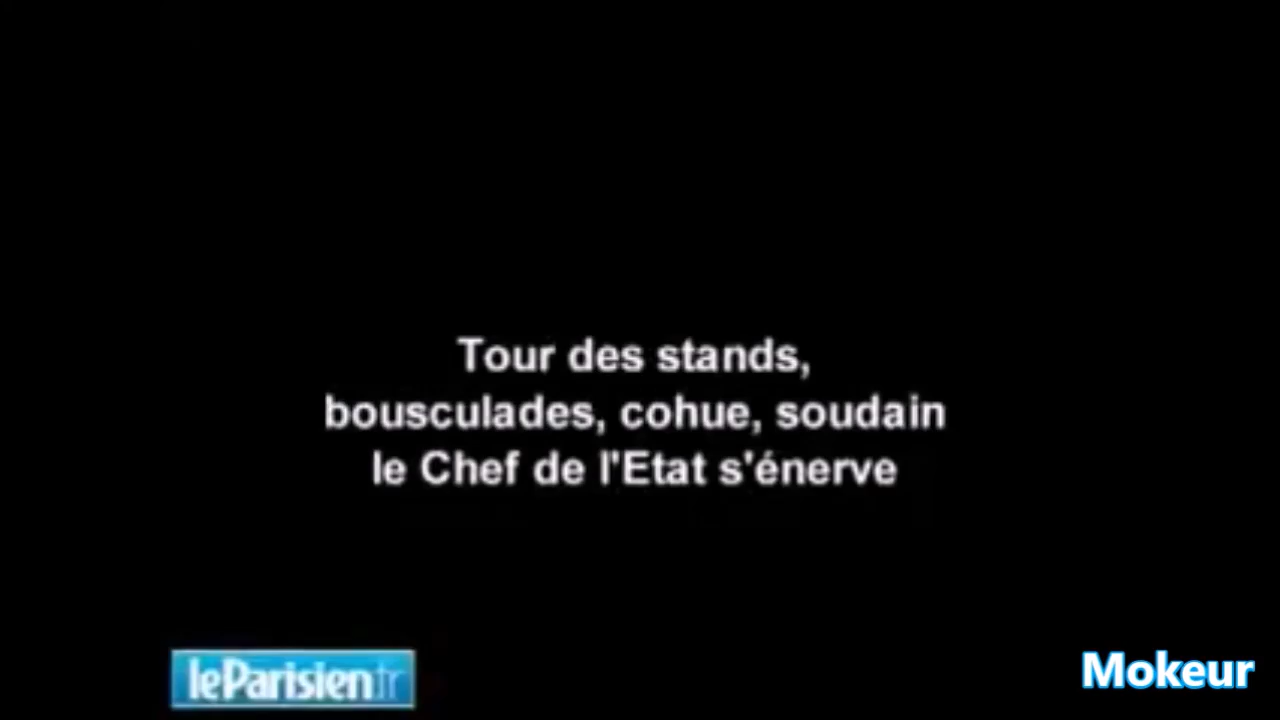 Tour des stands,
bousculades, cohue, soudain
le Chef de l'Etat s'énerve
leParisien.fr
Mokeur